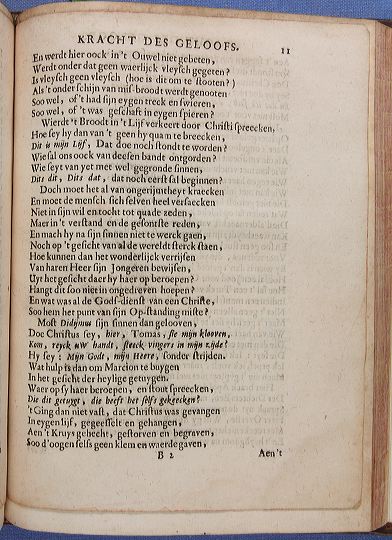 KRACHT DES GELOOFS. 11
En werdt hier oock in 't Ouwel niet gebeten,
Werdt onder dat geen waerlijck vleysch gegeten?
Is vleysch geen vleysch (hoe is dit om te stooten?)
Als 't onder schijn van mis-broodt werdt genooten
Soo wel, of 't had sijn eygen treck en swieren,
Soo wel, of 't was geschaft in eygen spieren?
Wierde 't Broodt in 't Lijf verkeert door Christi spreecken,
Hoe sey hy dan van 't geen hy quam te breecken,
Dit is mijn Lijf, Dat doe noch stondt te worden?
Wie sal ons oock van deesen bandt ontgorden?
Wie seyt van yet met wel gegronde sinnen,
Dits dit, Dits dat, dat noch eerst sal beginnen?
Doch moet het al van ongerijmtheyt kraecken
En moet de mensch sich selven heel versaecken
Niet in sijn wil en tocht tot quade zeden,
Maer in 't verstand en de gesontste reden,
En mach hy na sijn sinnen niet te werck gaen,
Noch op 't gesicht van al de wereldt sterck staen,
Hoe kunnen dan het wonderlijck verrijsen
Van haren Heer sijn Jongeren bewijsen,
Uyt het gesicht daer hy haer op beroepen?
Hangt dit soo niet in ongedreven hoepen?
En wat was al de Gods-dienst van een Christe,
Soo hem het punt van sijn Op-standing miste?
Most Didymus sijn sinnen dan gelooven,
Doe Christus sey, hier, Tomas, sie mijn klooven,
Kom, reyck uw handt, steeck vingers in mijn zijde?
Hy sey: Mijn Godt, mijn Heere, sonder strijden.
Wat hulp is dan om Marcion te buygen
In het gesicht der heylige getuygen.
Waer op sy haer beroepen, en stout spreecken,
Die dit getuygt, die heeft het selfs gekeecken?
't Ging dan niet vast, dat Christus was gevangen
In eygen lijf, gegeesselt en gehangen,
Aen 't Kruys gehecht, gestorven en begraven,
Soo d'oogen selfs geen klem en waerde gaven,
B 2 Aen't